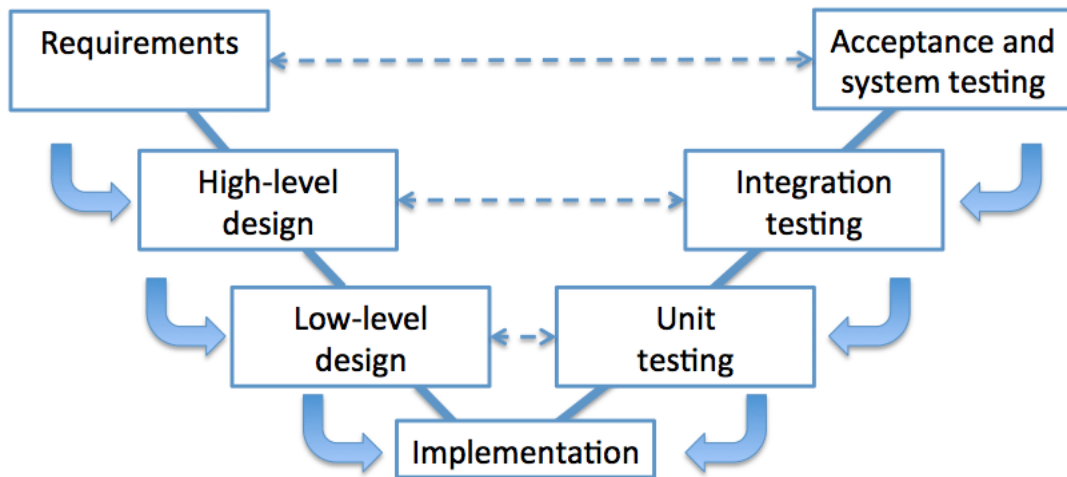 Requirements
Acceptance and
system testing
High-level
design
Integration
testing
Low-level
design
Unit
testing
Implementation